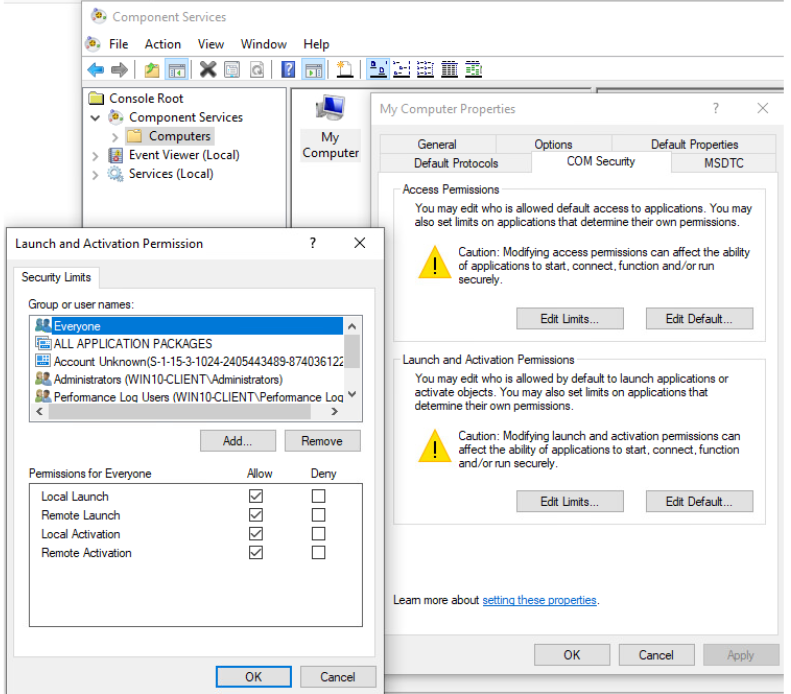 Component Services
File Action View Window Help
Console Root
Component Services
Computers
Event Viewer (Local)
Services (Local)
My
Computer
My Computer Properties
General Options Default Properties
Default Protocols COM Security MSDTC
Access Permissions
You may edit who is allowed default access to applications. You may
also set limits on applications that determine their own permissions.
Caution: Modifying access permissions can affect the ability
of applications to start, connect, function and/or run
securely.
Edit Limits... Edit Default...
Launch and Activation Permissions
You may edit who is allowed by default to launch applications or
activate objects. You may also set limits on applications that
determine their own permissions.
Caution: Modifying launch and activation permissions can
affect the ability of applications to start, connect, function
and/or run securely.
Edit Limits... Edit Default...
Learn more about setting these properties.
OK Cancel Apply
Launch and Activation Permission
Security Limits
Group or user names:
Everyone
ALL APPLICATION PACKAGES
Account Unknown(S-1-15-3-1024-2405443489-874036122
Administrators (WIN10-CLIENT\Administrators)
Performance Log Users (WIN10-CLIENT\Performance Log
Add... Remove
Permissions for Everyone Allow Deny
Local Launch
Remote Launch
Local Activation
Remote Activation
OK Cancel